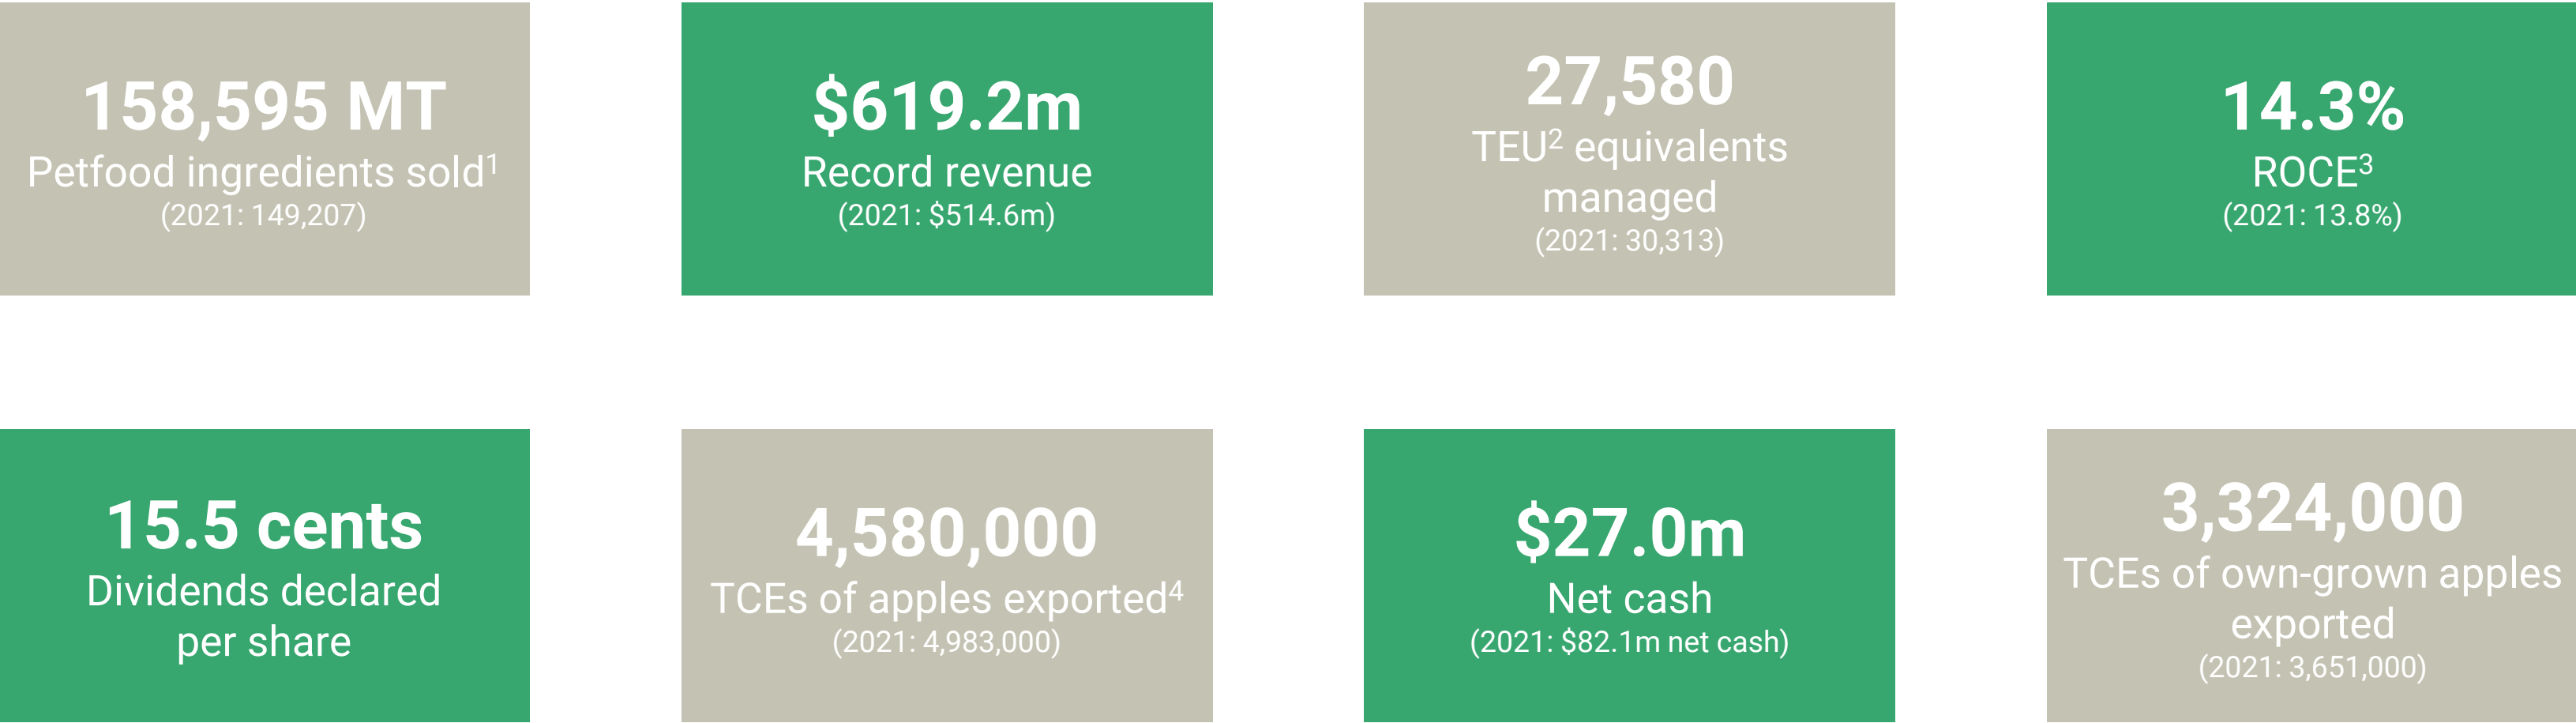 158,595 MT
Petfood ingredients sold¹
(2021: 149,207)
$619.2m
Record revenue
(2021: $514.6m)
27,580
TEU² equivalents
managed
(2021: 30,313)
14.3%
ROCE³
(2021: 13.8%)
15.5 cents
Dividends declared
per share
4,580,000
TCEs of apples exported⁴
(2021: 4,983,000)
$27.0m
Net cash
(2021: $82.1m net cash)
3,324,000
TCEs of own-grown apples
exported
(2021: 3,651,000)